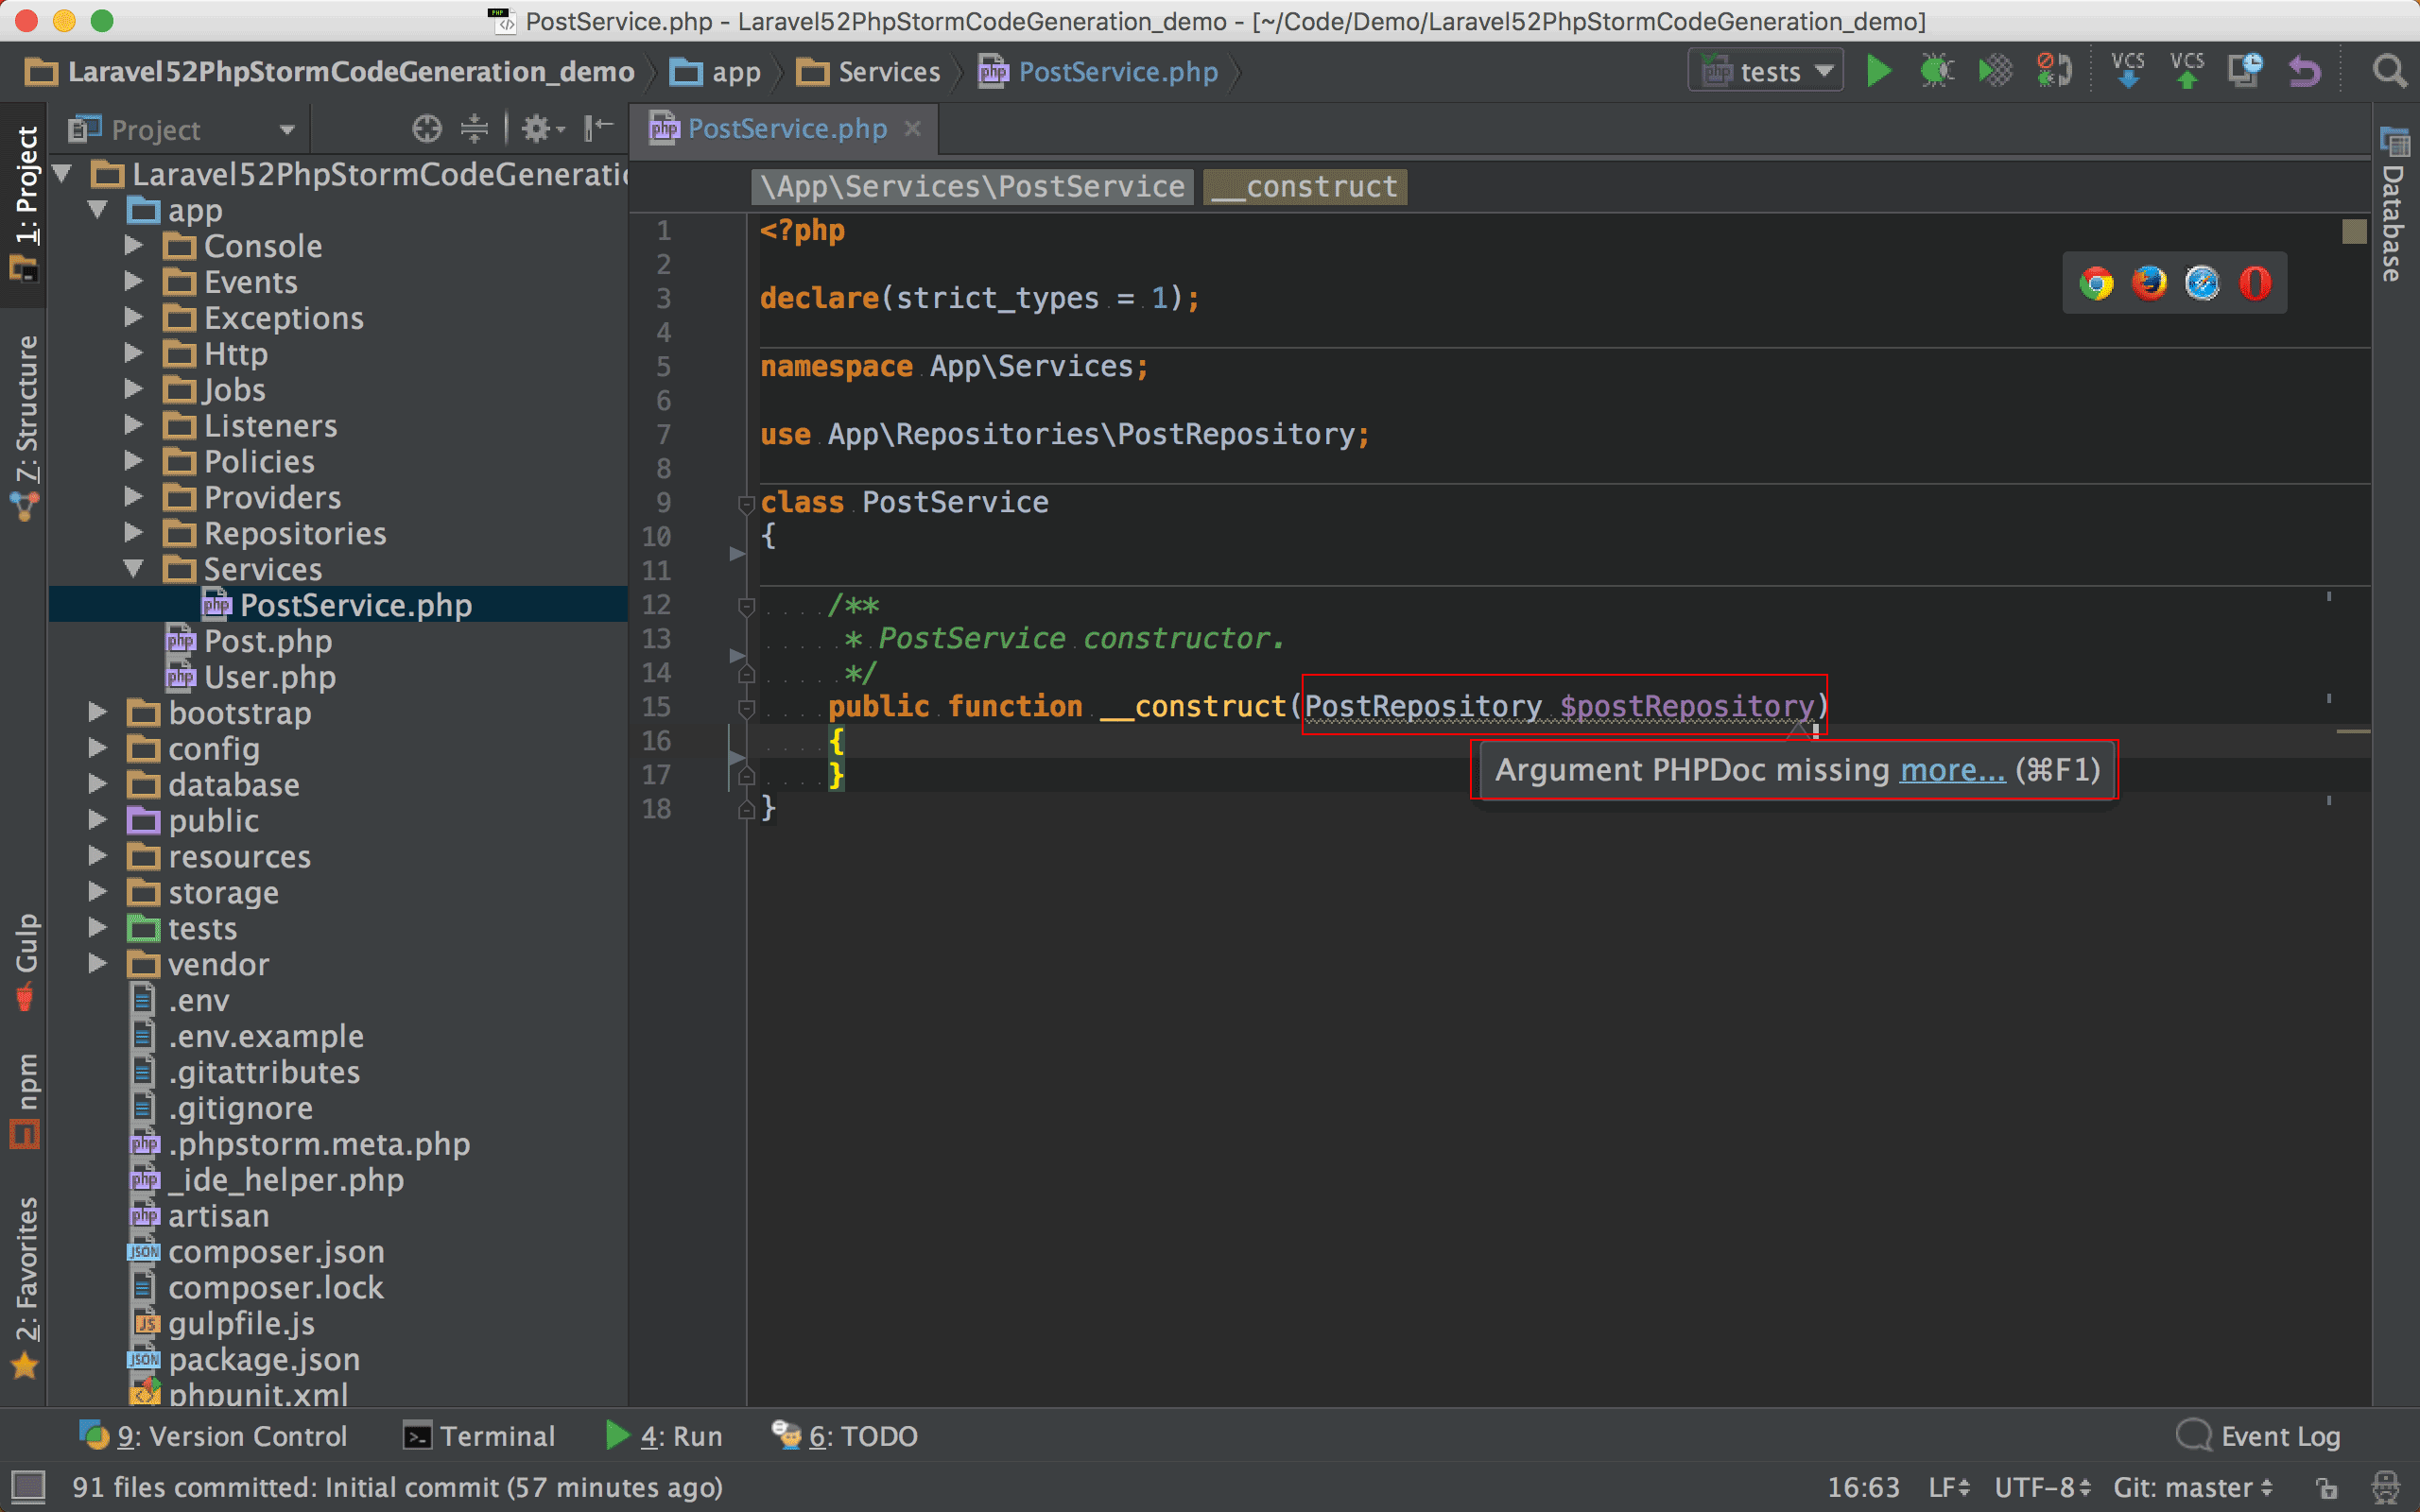 PostService.php - Laravel52PhpStormCodeGeneration_demo - [~/Code/Demo/Laravel52PhpStormCodeGeneration_demo]
Laravel52PhpStormCodeGeneration_demo app Services PostService.php tests VCS VCS
1: Project
7: Structure
Gulp
npm
2: Favorites
Project
Laravel52PhpStormCodeGeneratio
app
Console
Events
Exceptions
Http
Jobs
Listeners
Policies
Providers
Repositories
Services
PostService.php
Post.php
User.php
bootstrap
config
database
public
resources
storage
tests
vendor
.env
.env.example
.gitattributes
.gitignore
.phpstorm.meta.php
_ide_helper.php
artisan
composer.json
composer.lock
gulpfile.js
package.json
phpunit.xml
PostService.php
\App\Services\PostService __construct
1 <?php
2
3 declare(strict_types = 1);
4
5 namespace App\Services;
6
7 use App\Repositories\PostRepository;
8
9 class PostService
10 {
11
12 /**
13 * PostService constructor.
14 */
15 public function __construct(PostRepository $postRepository)
16 {
17 }
18 }
Argument PHPDoc missing more... (⌘F1)
Database
9: Version Control Terminal 4: Run 6: TODO Event Log
91 files committed: Initial commit (57 minutes ago) 16:63 LF UTF-8 Git: master